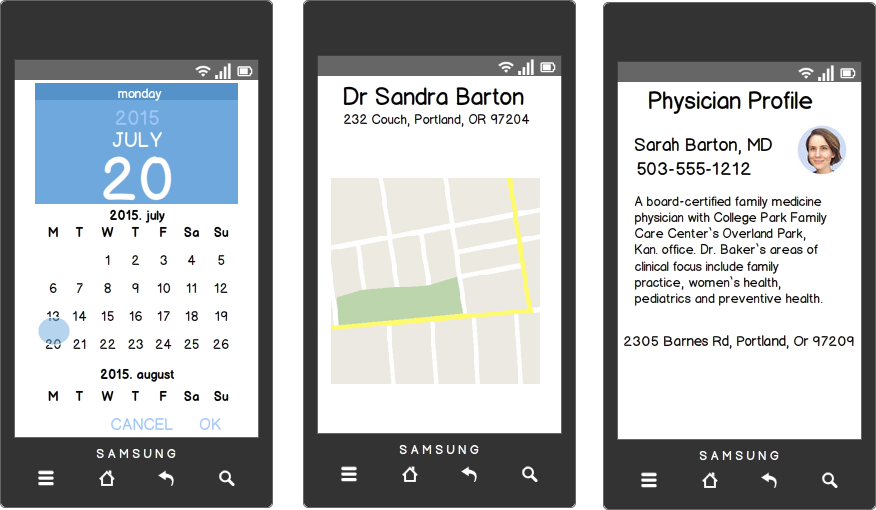 monday
2015
JULY
20
2015. july
M T W T F Sa Su
1 2 3 4 5
6 7 8 9 10 11 12
13 14 15 16 17 18 19
20 21 22 23 24 25 26
2015. august
M T W T F Sa Su
CANCEL OK
SAMSUNG
Dr Sandra Barton
232 Couch, Portland, OR 97204
SAMSUNG
Physician Profile
Sarah Barton, MD
503-555-1212
A board-certified family medicine
physician with College Park Family
Care Center`s Overland Park,
Kan. office. Dr. Baker`s areas of
clinical focus include family
practice, women`s health,
pediatrics and preventive health.
2305 Barnes Rd, Portland, Or 97209
SAMSUNG